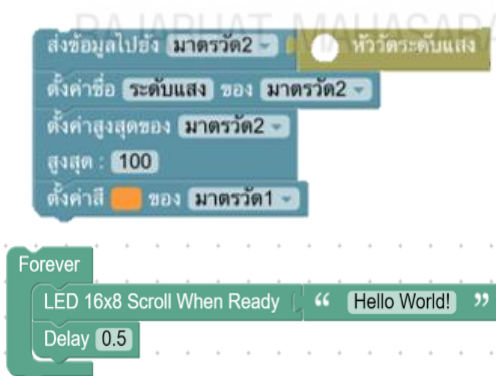 RAJABHAT MAHASARA
ส่งข้อมูลไปยัง มาตรวัด2 หัววัดระดับแสง
ตั้งค่าชื่อ ระดับแสง ของ มาตรวัด2
ตั้งค่าสูงสุดของ มาตรวัด2
สูงสุด : 100
ตั้งค่าสี ของ มาตรวัด1
Forever
LED 16x8 Scroll When Ready “ Hello World! ”
Delay 0.5